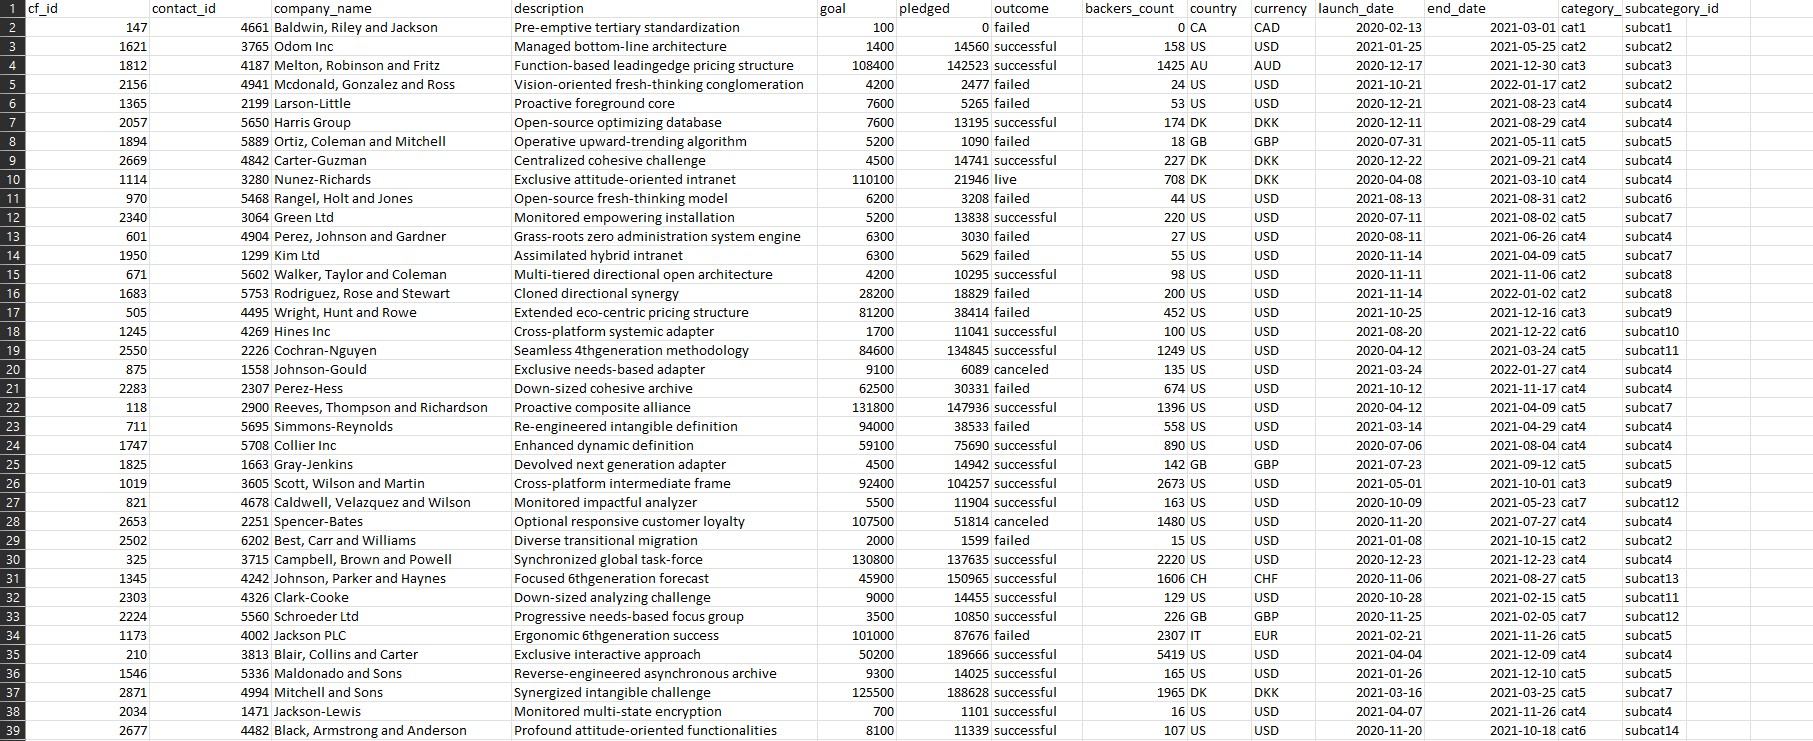 1 cf_id contact_id company_name description goal pledged outcome backers_count country currency launch_date end_date category_ subcategory_id
2 147 4661 Baldwin, Riley and Jackson Pre-emptive tertiary standardization 100 0 failed 0 CA CAD 2020-02-13 2021-03-01 cat1 subcat1
3 1621 3765 Odom Inc Managed bottom-line architecture 1400 14560 successful 158 US USD 2021-01-25 2021-05-25 cat2 subcat2
4 1812 4187 Melton, Robinson and Fritz Function-based leadingedge pricing structure 108400 142523 successful 1425 AU AUD 2020-12-17 2021-12-30 cat3 subcat3
5 2156 4941 Mcdonald, Gonzalez and Ross Vision-oriented fresh-thinking conglomeration 4200 2477 failed 24 US USD 2021-10-21 2022-01-17 cat2 subcat2
6 1365 2199 Larson-Little Proactive foreground core 7600 5265 failed 53 US USD 2020-12-21 2021-08-23 cat4 subcat4
7 2057 5650 Harris Group Open-source optimizing database 7600 13195 successful 174 DK DKK 2020-12-11 2021-08-29 cat4 subcat4
8 1894 5889 Ortiz, Coleman and Mitchell Operative upward-trending algorithm 5200 1090 failed 18 GB GBP 2020-07-31 2021-05-11 cat5 subcat5
9 2669 4842 Carter-Guzman Centralized cohesive challenge 4500 14741 successful 227 DK DKK 2020-12-22 2021-09-21 cat4 subcat4
10 1114 3280 Nunez-Richards Exclusive attitude-oriented intranet 110100 21946 live 708 DK DKK 2020-04-08 2021-03-10 cat4 subcat4
11 970 5468 Rangel, Holt and Jones Open-source fresh-thinking model 6200 3208 failed 44 US USD 2021-08-13 2021-08-31 cat2 subcat6
12 2340 3064 Green Ltd Monitored empowering installation 5200 13838 successful 220 US USD 2020-07-11 2021-08-02 cat5 subcat7
13 601 4904 Perez, Johnson and Gardner Grass-roots zero administration system engine 6300 3030 failed 27 US USD 2020-08-11 2021-06-26 cat4 subcat4
14 1950 1299 Kim Ltd Assimilated hybrid intranet 6300 5629 failed 55 US USD 2020-11-14 2021-04-09 cat5 subcat7
15 671 5602 Walker, Taylor and Coleman Multi-tiered directional open architecture 4200 10295 successful 98 US USD 2020-11-11 2021-11-06 cat2 subcat8
16 1683 5753 Rodriguez, Rose and Stewart Cloned directional synergy 28200 18829 failed 200 US USD 2021-11-14 2022-01-02 cat2 subcat8
17 505 4495 Wright, Hunt and Rowe Extended eco-centric pricing structure 81200 38414 failed 452 US USD 2021-10-25 2021-12-16 cat3 subcat9
18 1245 4269 Hines Inc Cross-platform systemic adapter 1700 11041 successful 100 US USD 2021-08-20 2021-12-22 cat6 subcat10
19 2550 2226 Cochran-Nguyen Seamless 4thgeneration methodology 84600 134845 successful 1249 US USD 2020-04-12 2021-03-24 cat5 subcat11
20 875 1558 Johnson-Gould Exclusive needs-based adapter 9100 6089 canceled 135 US USD 2021-03-24 2022-01-27 cat4 subcat4
21 2283 2307 Perez-Hess Down-sized cohesive archive 62500 30331 failed 674 US USD 2021-10-12 2021-11-17 cat4 subcat4
22 118 2900 Reeves, Thompson and Richardson Proactive composite alliance 131800 147936 successful 1396 US USD 2020-04-12 2021-04-09 cat5 subcat7
23 711 5695 Simmons-Reynolds Re-engineered intangible definition 94000 38533 failed 558 US USD 2021-03-14 2021-04-29 cat4 subcat4
24 1747 5708 Collier Inc Enhanced dynamic definition 59100 75690 successful 890 US USD 2020-07-06 2021-08-04 cat4 subcat4
25 1825 1663 Gray-Jenkins Devolved next generation adapter 4500 14942 successful 142 GB GBP 2021-07-23 2021-09-12 cat5 subcat5
26 1019 3605 Scott, Wilson and Martin Cross-platform intermediate frame 92400 104257 successful 2673 US USD 2021-05-01 2021-10-01 cat3 subcat9
27 821 4678 Caldwell, Velazquez and Wilson Monitored impactful analyzer 5500 11904 successful 163 US USD 2020-10-09 2021-05-23 cat7 subcat12
28 2653 2251 Spencer-Bates Optional responsive customer loyalty 107500 51814 canceled 1480 US USD 2020-11-20 2021-07-27 cat4 subcat4
29 2502 6202 Best, Carr and Williams Diverse transitional migration 2000 1599 failed 15 US USD 2021-01-08 2021-10-15 cat2 subcat2
30 325 3715 Campbell, Brown and Powell Synchronized global task-force 130800 137635 successful 2220 US USD 2020-12-23 2021-12-23 cat4 subcat4
31 1345 4242 Johnson, Parker and Haynes Focused 6thgeneration forecast 45900 150965 successful 1606 CH CHF 2020-11-06 2021-08-27 cat5 subcat13
32 2303 4326 Clark-Cooke Down-sized analyzing challenge 9000 14455 successful 129 US USD 2020-10-28 2021-02-15 cat5 subcat11
33 2224 5560 Schroeder Ltd Progressive needs-based focus group 3500 10850 successful 226 GB GBP 2020-11-25 2021-02-05 cat7 subcat12
34 1173 4002 Jackson PLC Ergonomic 6thgeneration success 101000 87676 failed 2307 IT EUR 2021-02-21 2021-11-26 cat5 subcat5
35 210 3813 Blair, Collins and Carter Exclusive interactive approach 50200 189666 successful 5419 US USD 2021-04-04 2021-12-09 cat4 subcat4
36 1546 5336 Maldonado and Sons Reverse-engineered asynchronous archive 9300 14025 successful 165 US USD 2021-01-26 2021-12-10 cat5 subcat5
37 2871 4994 Mitchell and Sons Synergized intangible challenge 125500 188628 successful 1965 DK DKK 2021-03-16 2021-03-25 cat5 subcat7
38 2034 1471 Jackson-Lewis Monitored multi-state encryption 700 1101 successful 16 US USD 2021-04-07 2021-11-26 cat4 subcat4
39 2677 4482 Black, Armstrong and Anderson Profound attitude-oriented functionalities 8100 11339 successful 107 US USD 2020-11-20 2021-10-18 cat6 subcat14